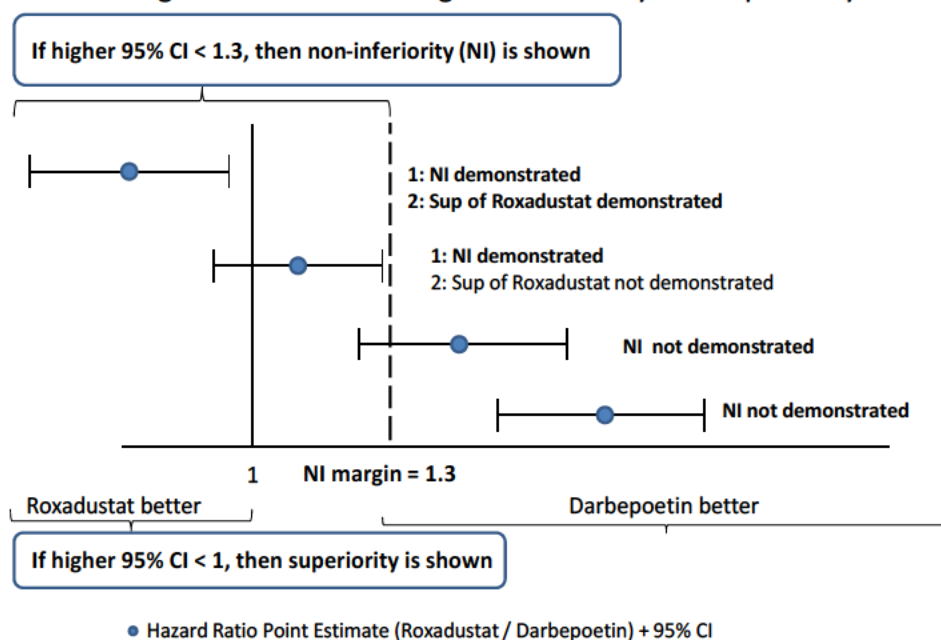 If higher 95% CI < 1.3, then non-inferiority (NI) is shown
1: NI demonstrated
2: Sup of Roxadustat demonstrated
1: NI demonstrated
2: Sup of Roxadustat not demonstrated
NI not demonstrated
NI not demonstrated
1 NI margin = 1.3
Roxadustat better Darbepoetin better
If higher 95% CI < 1, then superiority is shown
Hazard Ratio Point Estimate (Roxadustat / Darbepoetin) + 95% CI